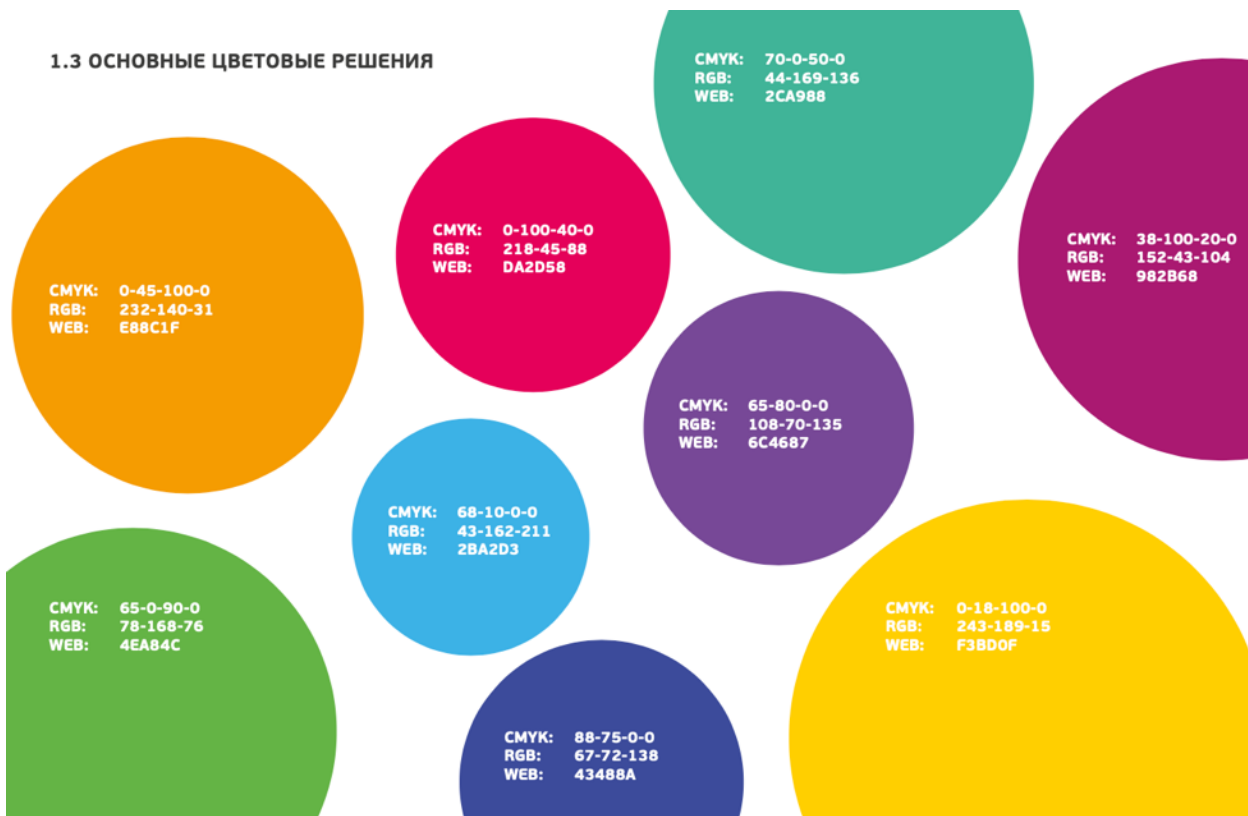 1.3 ОСНОВНЫЕ ЦВЕТОВЫЕ РЕШЕНИЯ
CMYK: 70-0-50-0
RGB: 44-169-136
WEB: 2CA988
CMYK: 0-100-40-0
RGB: 218-45-88
WEB: DA2D58
CMYK: 38-100-20-0
RGB: 152-43-104
WEB: 982B68
CMYK: 0-45-100-0
RGB: 232-140-31
WEB: E88C1F
CMYK: 65-80-0-0
RGB: 108-70-135
WEB: 6C4687
CMYK: 68-10-0-0
RGB: 43-162-211
WEB: 2BA2D3
CMYK: 65-0-90-0
RGB: 78-168-76
WEB: 4EA84C
CMYK: 0-18-100-0
RGB: 243-189-15
WEB: F3BD0F
CMYK: 88-75-0-0
RGB: 67-72-138
WEB: 43488A